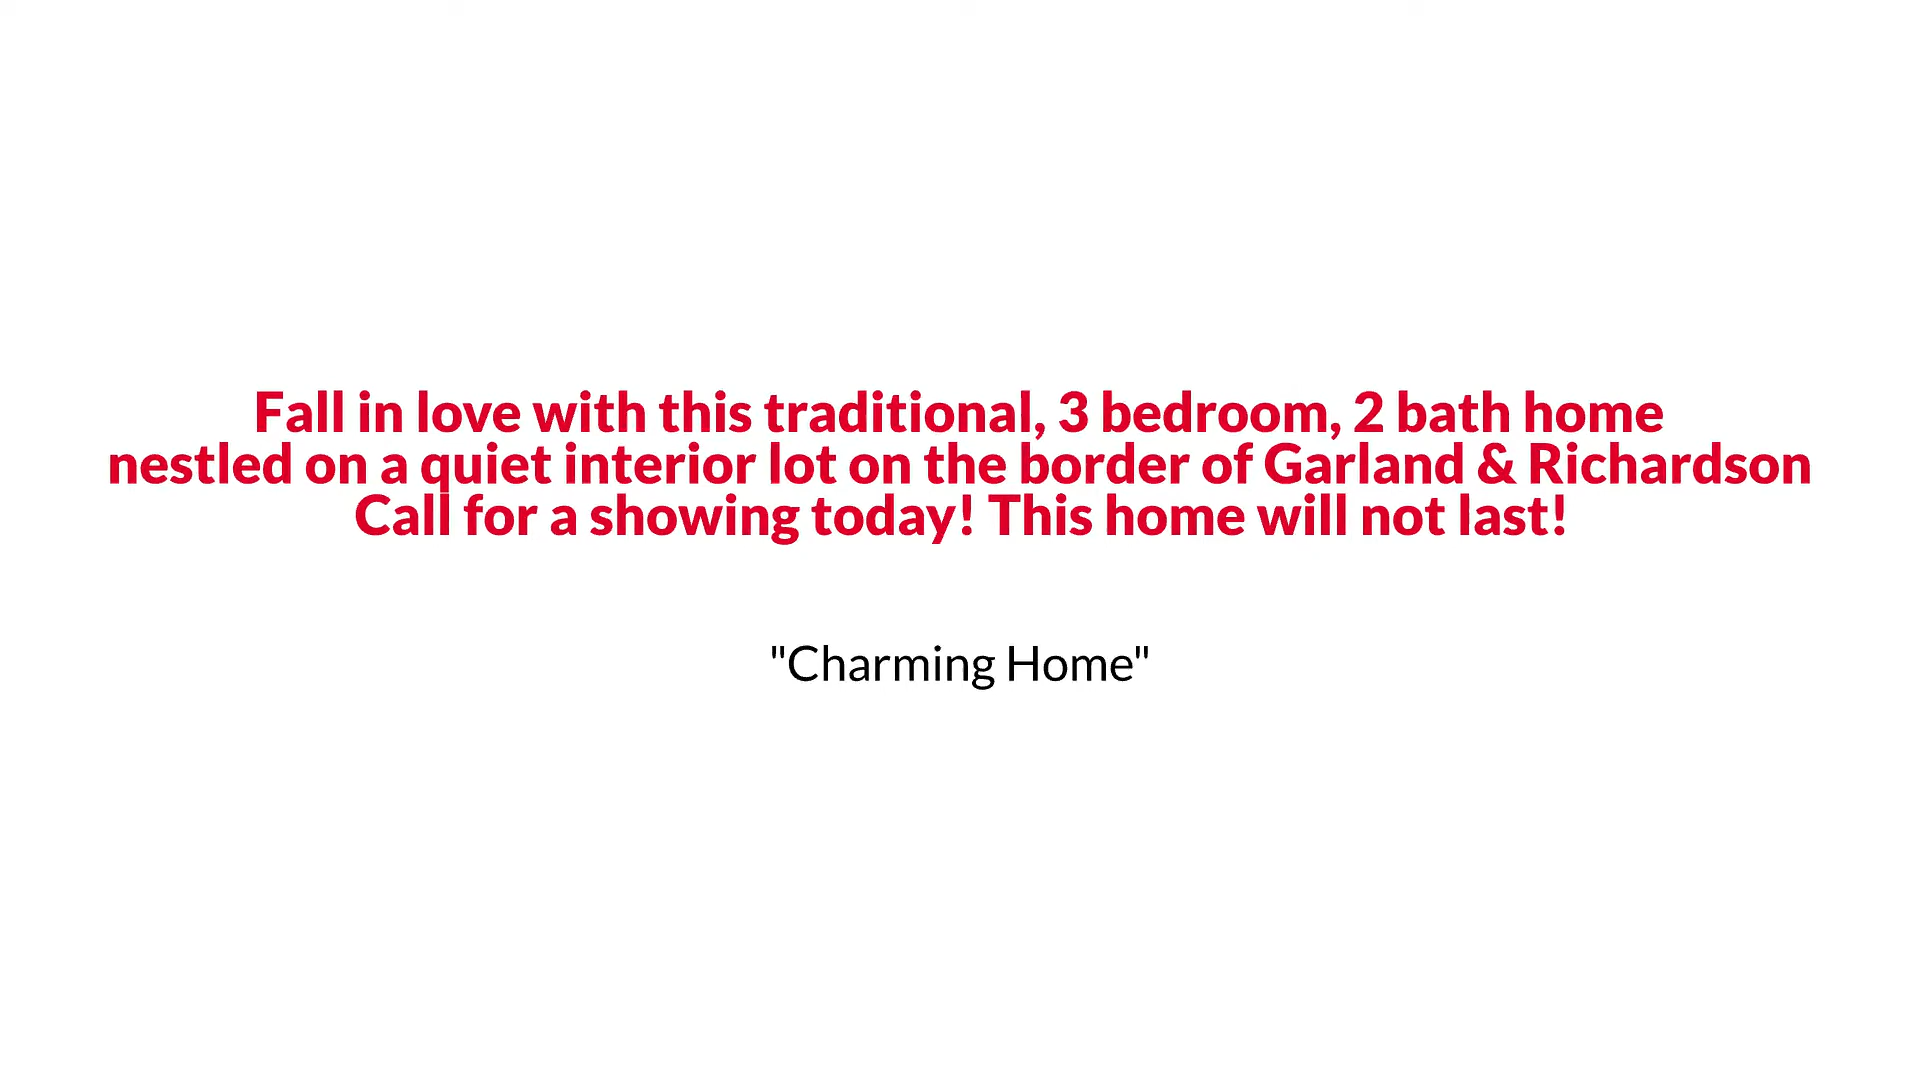 Fall in love with this traditional, 3 bedroom, 2 bath home
nestled on a quiet interior lot on the border of Garland & Richardson
Call for a showing today! This home will not last!
"Charming Home"